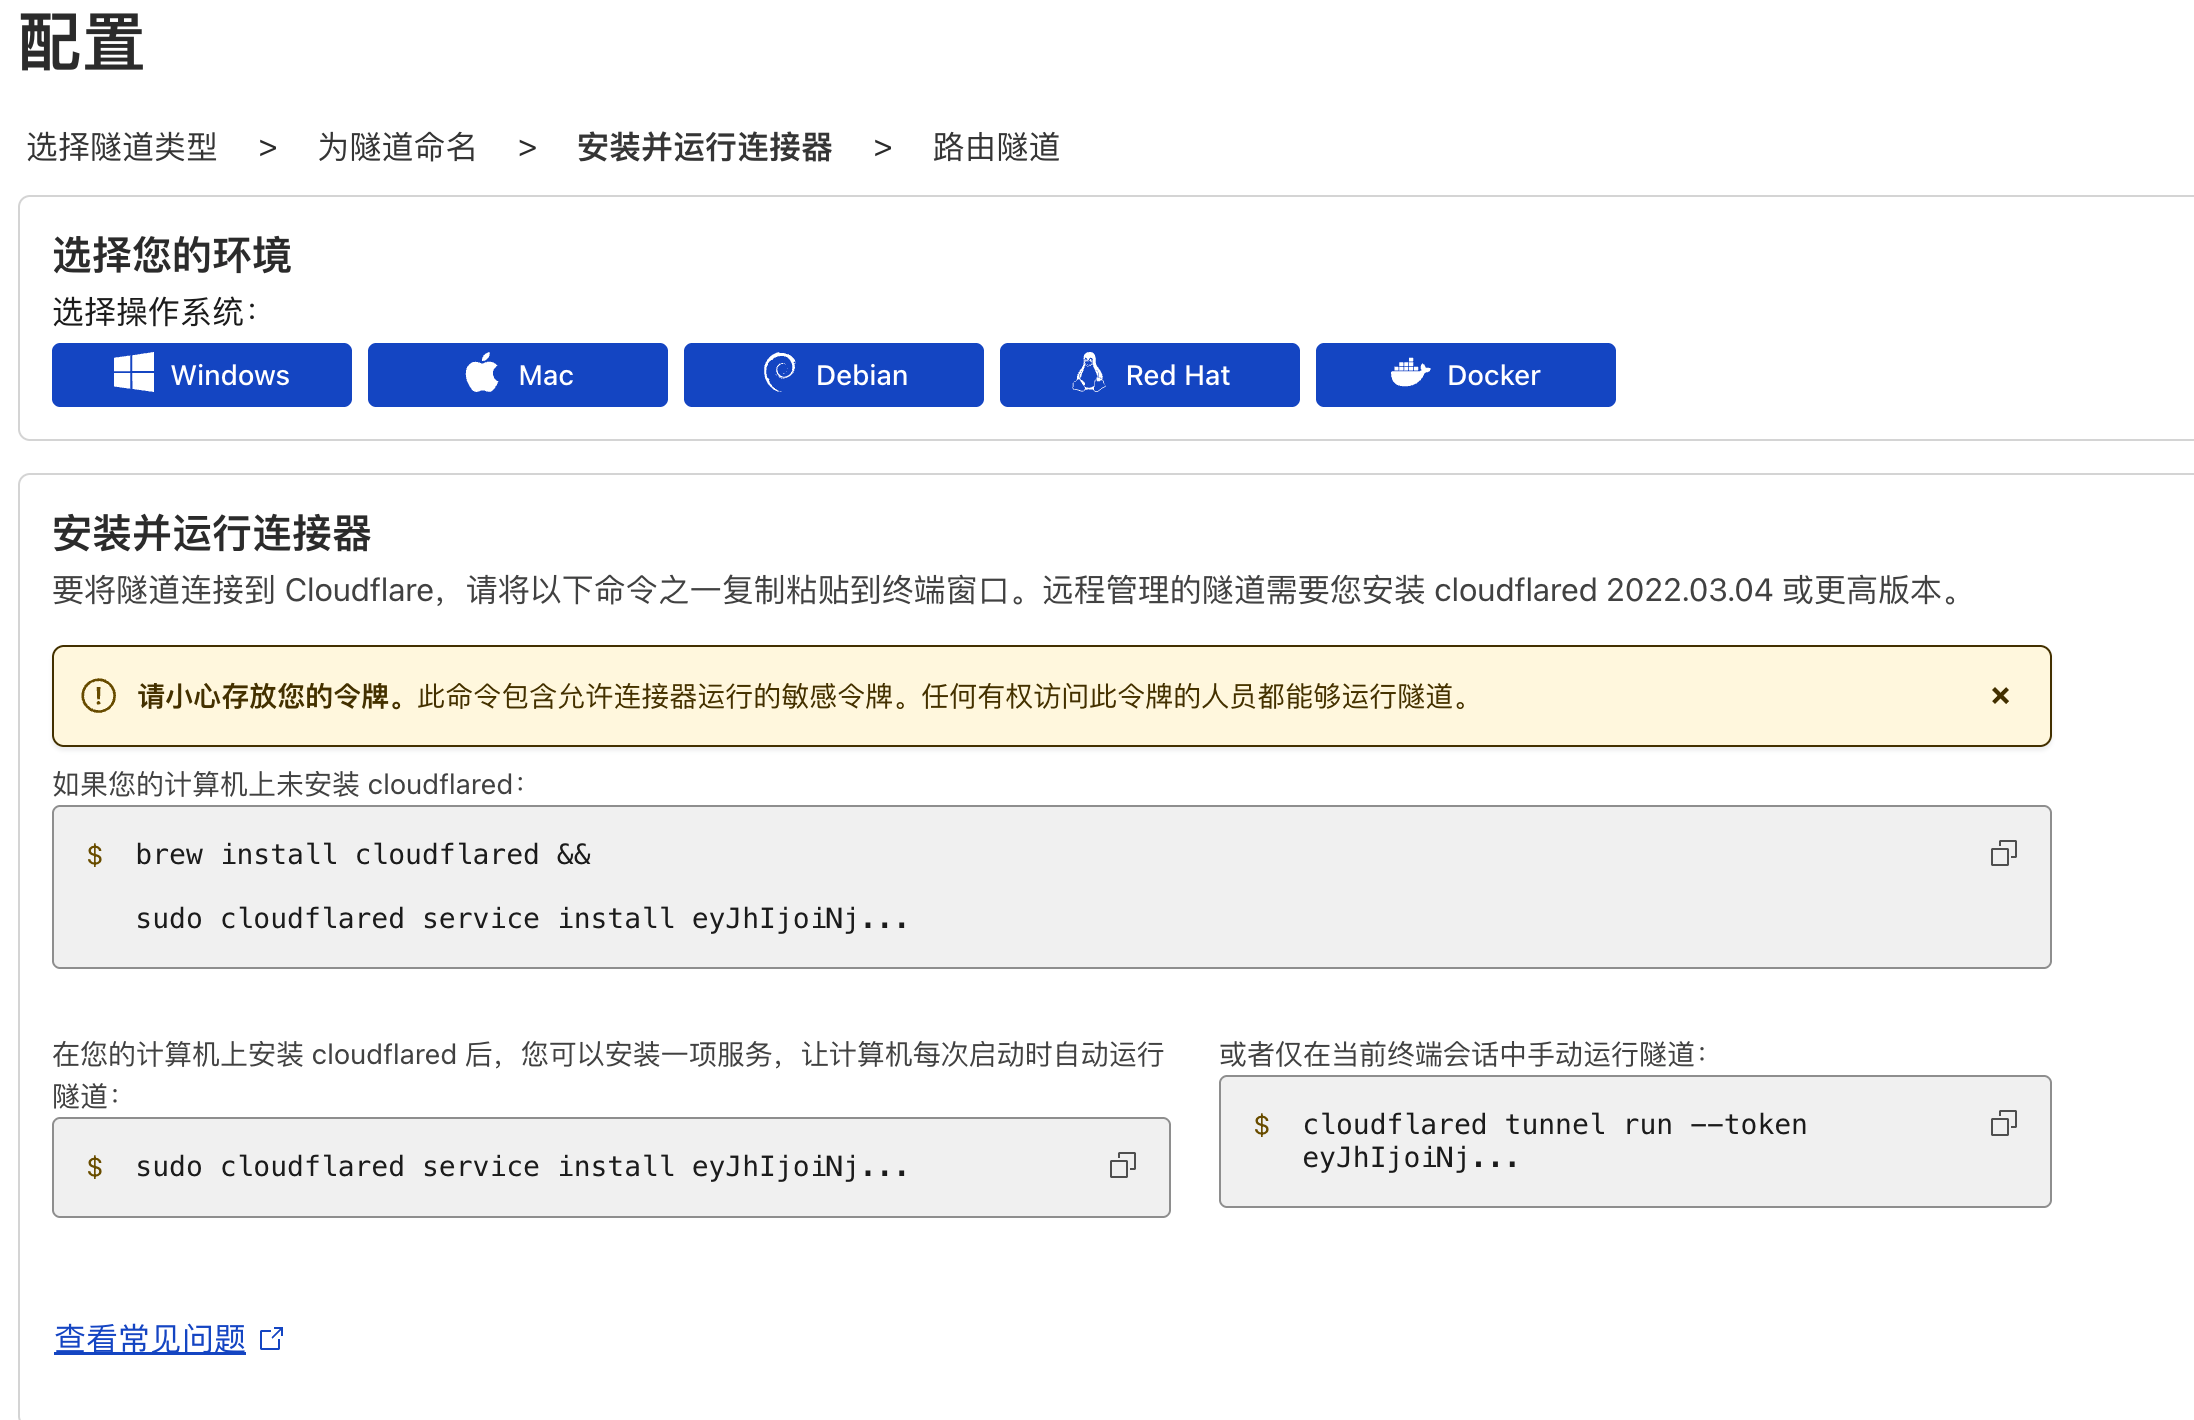 配置
选择隧道类型 > 为隧道命名 > 安装并运行连接器 > 路由隧道
选择您的环境
选择操作系统：
Windows Mac Debian Red Hat Docker
安装并运行连接器
要将隧道连接到 Cloudflare，请将以下命令之一复制粘贴到终端窗口。远程管理的隧道需要您安装 cloudflared 2022.03.04 或更高版本。
请小心存放您的令牌。此命令包含允许连接器运行的敏感令牌。任何有权访问此令牌的人员都能够运行隧道。
如果您的计算机上未安装 cloudflared：
$ brew install cloudflared &&
sudo cloudflared service install eyJhIjoiNj...
在您的计算机上安装 cloudflared 后，您可以安装一项服务，让计算机每次启动时自动运行
隧道：
$ sudo cloudflared service install eyJhIjoiNj...
或者仅在当前终端会话中手动运行隧道：
$ cloudflared tunnel run --token
eyJhIjoiNj...
查看常见问题